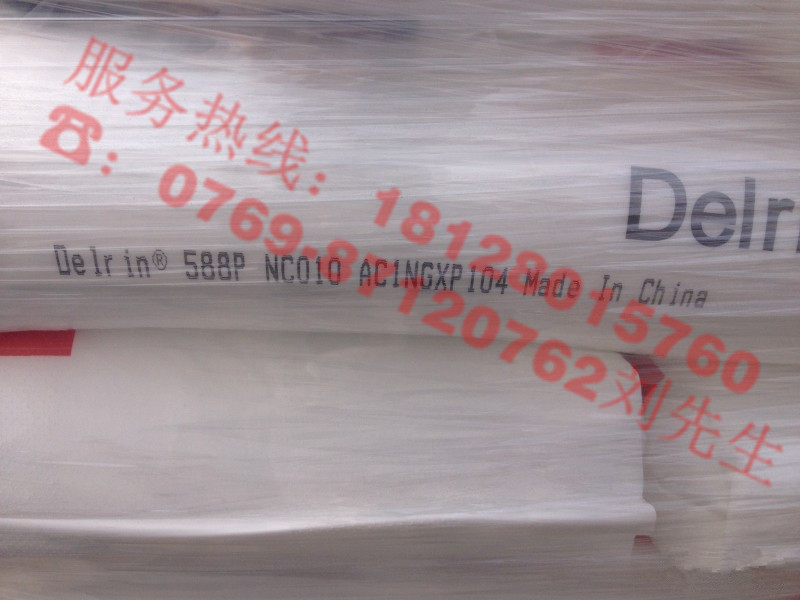 服务热线：18128015760
☎：0769-87120762刘先生
Delri
Delrin® 588P NC010 AC1NGXP104 Made In China